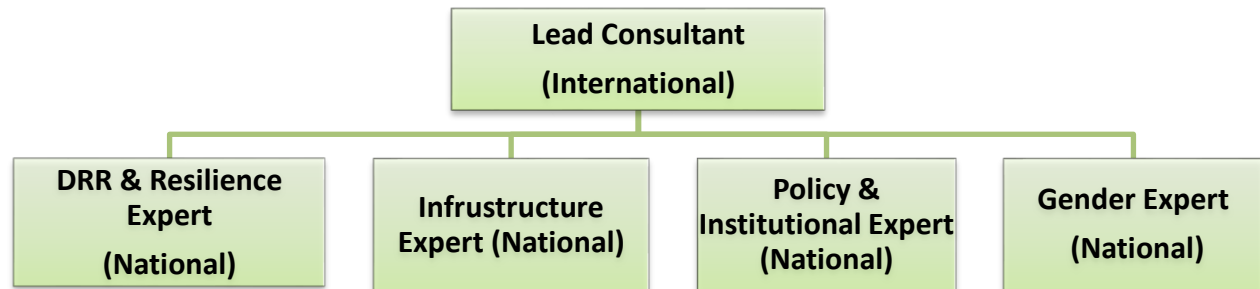 Lead Consultant
(International)
DRR & Resilience
Expert
(National)
Infrustructure
Expert (National)
Policy &
Institutional Expert
(National)
Gender Expert
(National)